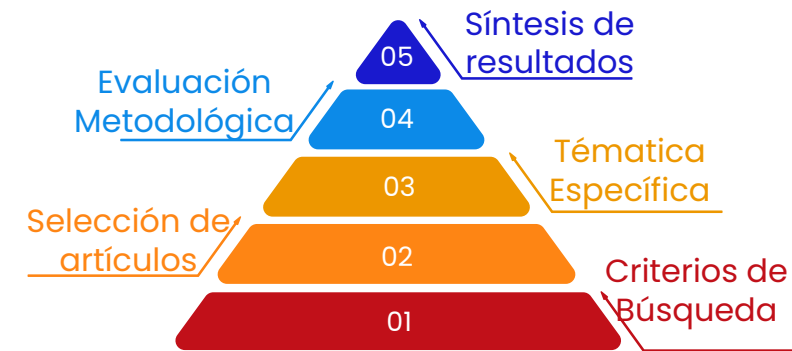 Síntesis de
resultados
05
Evaluación
Metodológica
04
Tématica
Específica
03
Selección de
artículos
02
Criterios de
Búsqueda
01